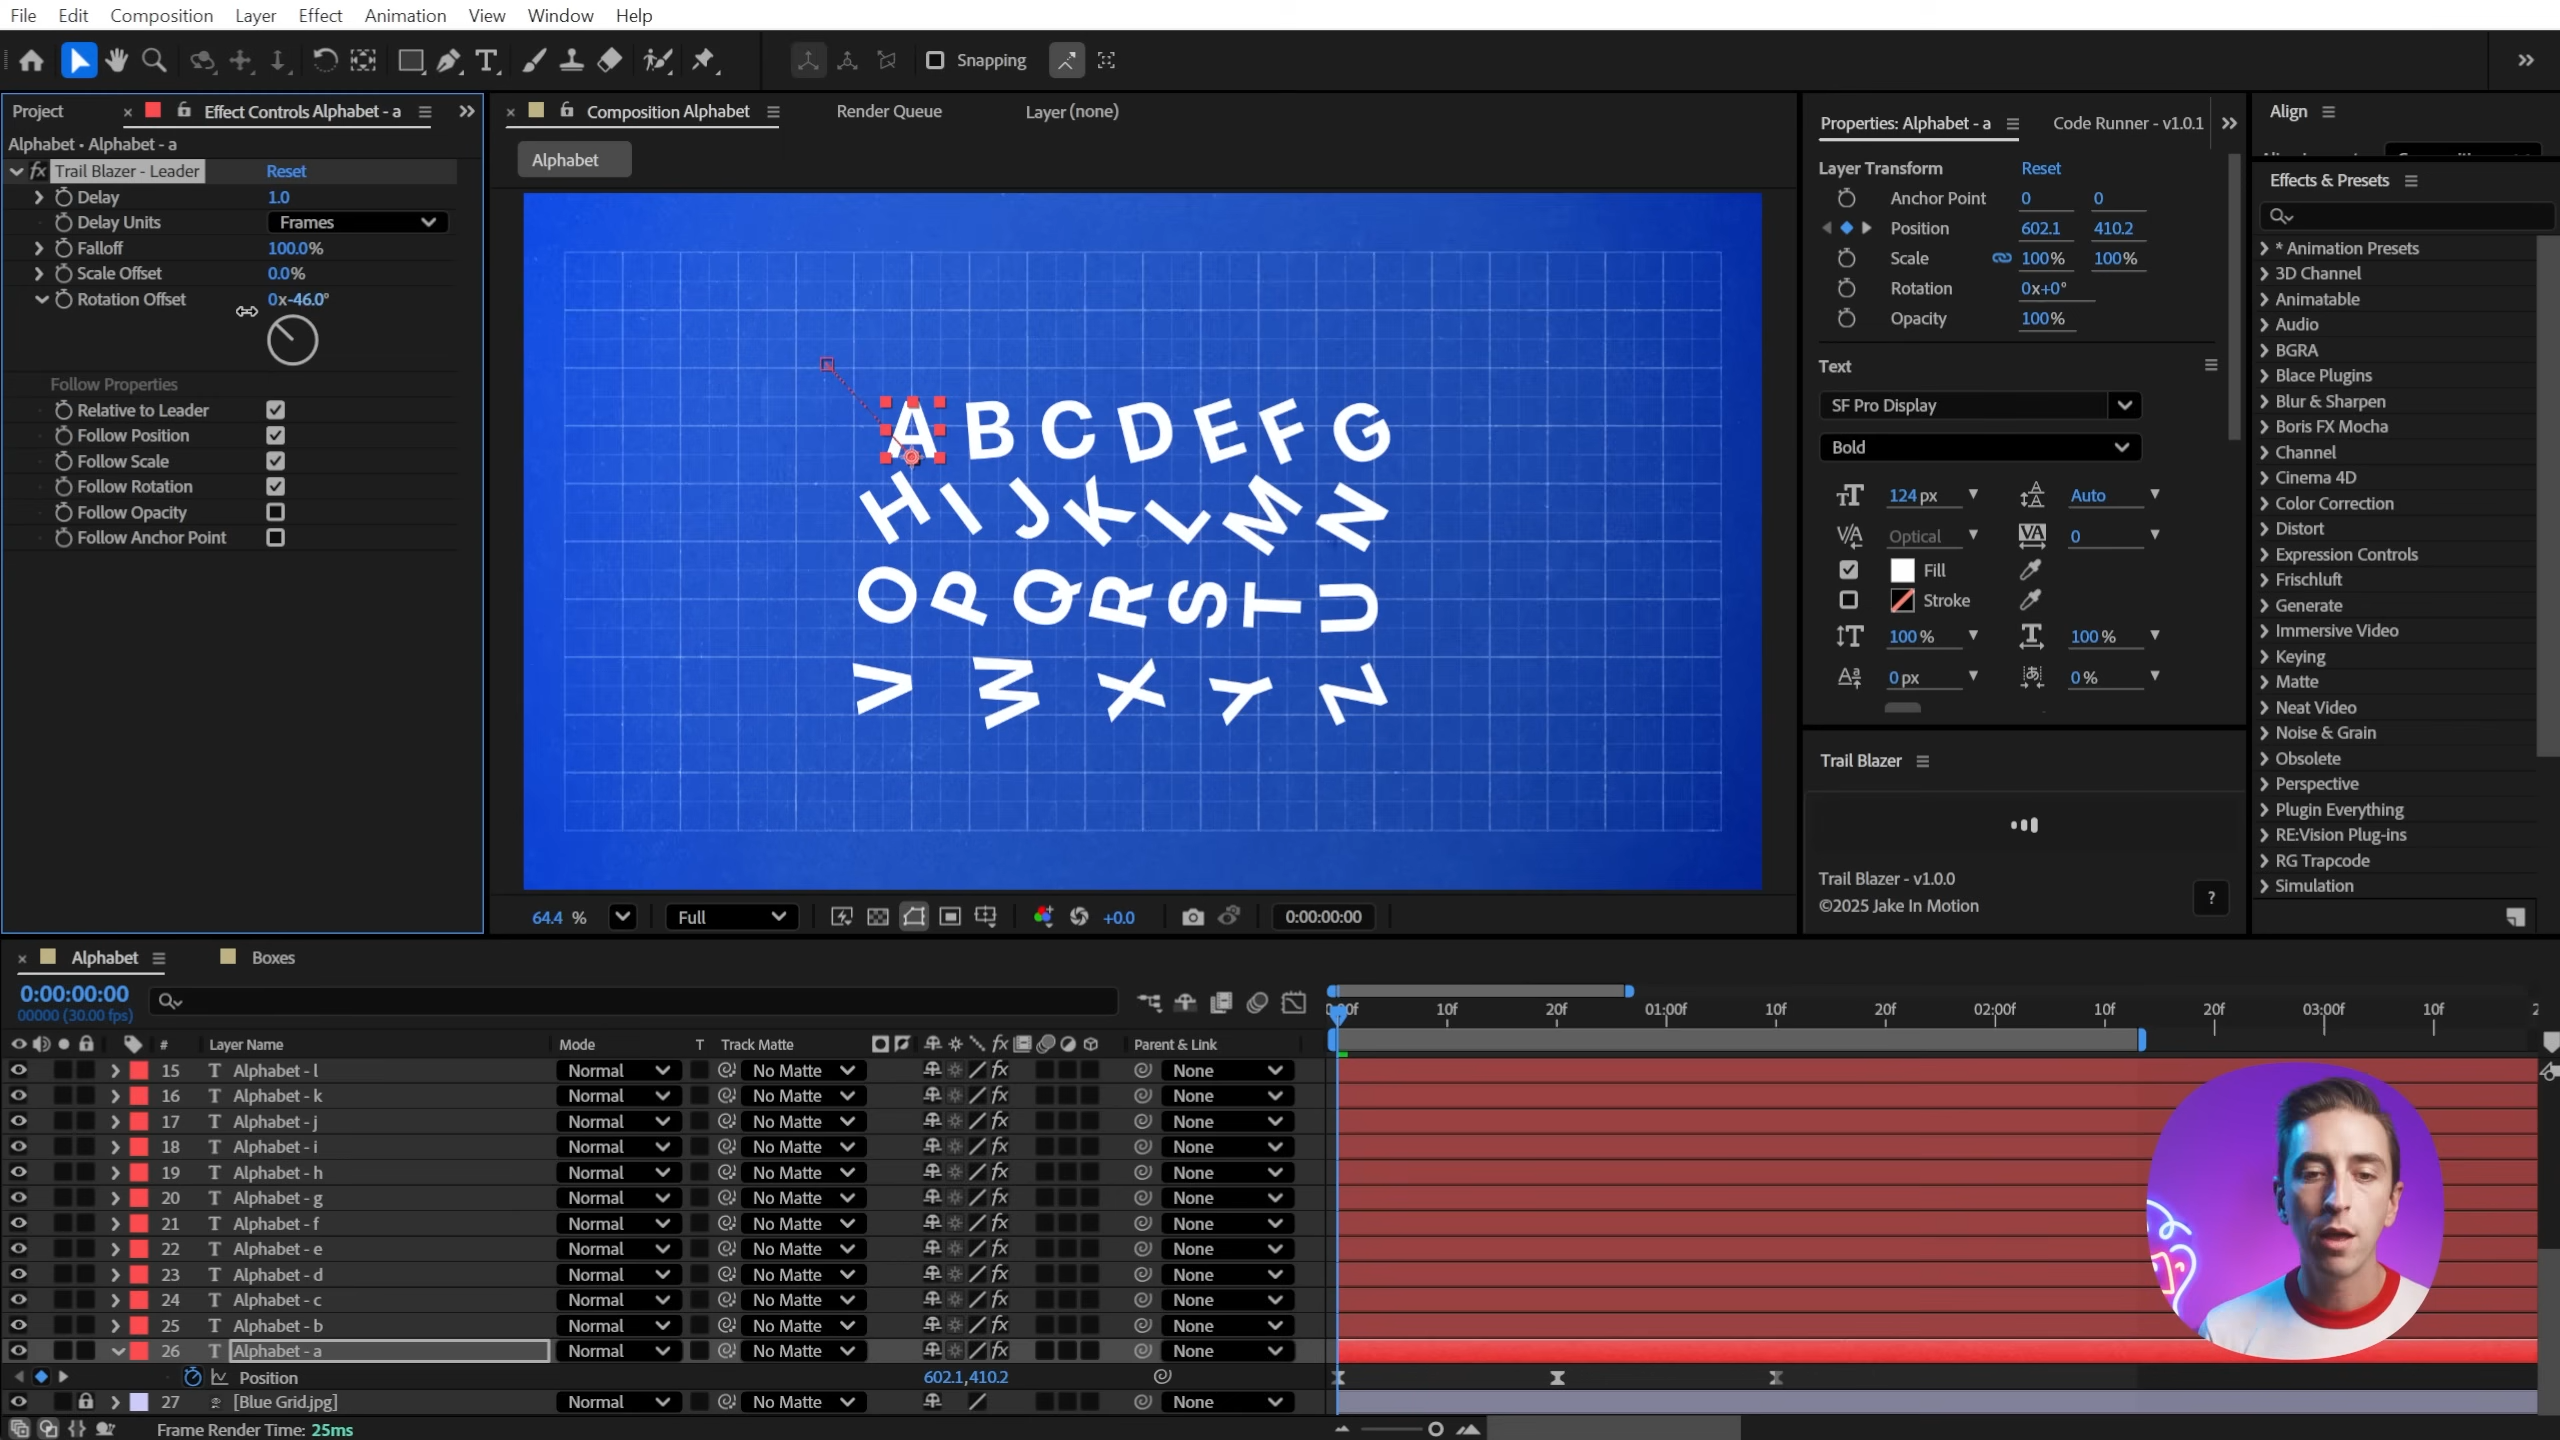 File Edit Composition Layer Effect Animation View Window Help
Snapping
Project × Effect Controls Alphabet - a
Alphabet • Alphabet - a
fx Trail Blazer - Leader Reset
Delay 1.0
Delay Units Frames
Falloff 100.0%
Scale Offset 0.0%
Rotation Offset 0x-46.0°
Follow Properties
Relative to Leader
Follow Position
Follow Scale
Follow Rotation
Follow Opacity
Follow Anchor Point
× Composition Alphabet Render Queue Layer (none)
Alphabet
A B C D E F G
H I J K L M N
O P Q R S T U
V W X Y Z
64.4 % Full +0.0 0:00:00:00
Properties: Alphabet - a Code Runner - v1.0.1
Layer Transform Reset
Anchor Point 0 0
Position 602.1 410.2
Scale 100% 100%
Rotation 0x+0°
Opacity 100%
Text
SF Pro Display
Bold
124 px Auto
Optical 0
Fill
Stroke
100 % 100 %
0 px 0 %
Trail Blazer
Trail Blazer - v1.0.0
©2025 Jake In Motion
?
Align
Effects & Presets
* Animation Presets
3D Channel
Animatable
Audio
BGRA
Blace Plugins
Blur & Sharpen
Boris FX Mocha
Channel
Cinema 4D
Color Correction
Distort
Expression Controls
Frischluft
Generate
Immersive Video
Keying
Matte
Neat Video
Noise & Grain
Obsolete
Perspective
Plugin Everything
RE:Vision Plug-ins
RG Trapcode
Simulation
× Alphabet Boxes
0:00:00:00
00000 (30.00 fps)
10f 20f 01:00f 10f 20f 02:00f 10f 20f 03:00f 10f
# Layer Name Mode T Track Matte fx Parent & Link
15 T Alphabet - l Normal No Matte fx None
16 T Alphabet - k Normal No Matte fx None
17 T Alphabet - j Normal No Matte fx None
18 T Alphabet - i Normal No Matte fx None
19 T Alphabet - h Normal No Matte fx None
20 T Alphabet - g Normal No Matte fx None
21 T Alphabet - f Normal No Matte fx None
22 T Alphabet - e Normal No Matte fx None
23 T Alphabet - d Normal No Matte fx None
24 T Alphabet - c Normal No Matte fx None
25 T Alphabet - b Normal No Matte fx None
26 T Alphabet - a Normal No Matte fx None
Position 602.1,410.2
27 [Blue Grid.jpg] Normal No Matte None
Frame Render Time: 25ms